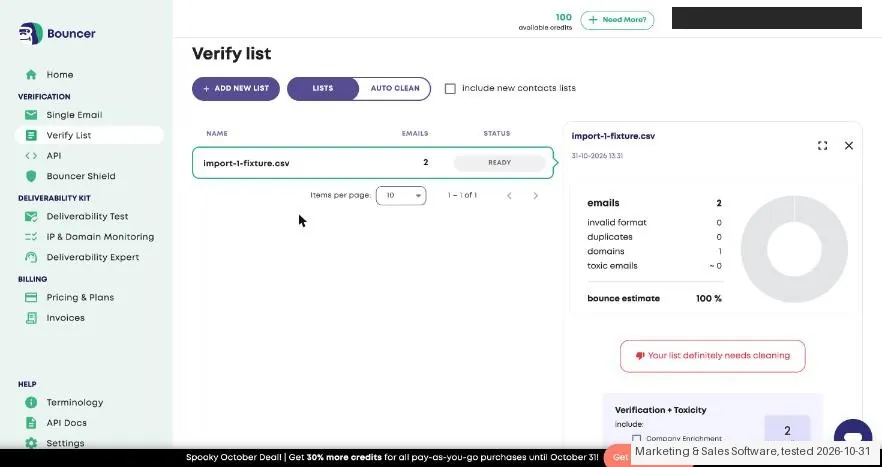 Bouncer
100
available credits
Need More?
Home
VERIFICATION
Single Email
Verify List
API
Bouncer Shield
DELIVERABILITY KIT
Deliverability Test
IP & Domain Monitoring
Deliverability Expert
BILLING
Pricing & Plans
Invoices
HELP
Terminology
API Docs
Settings
Verify list
+ ADD NEW LIST
LISTS
AUTO CLEAN
include new contacts lists
NAME EMAILS STATUS
import-1-fixture.csv 2 READY
Items per page: 10 1 – 1 of 1
import-1-fixture.csv
31-10-2026 13:31
emails 2
invalid format 0
duplicates 0
domains 1
toxic emails ~ 0
bounce estimate 100 %
Your list definitely needs cleaning
Verification + Toxicity
include:
Company Enrichment
2
Spooky October Deal! | Get 30% more credits for all pay-as-you-go purchases until October 31!
Get
Marketing & Sales Software, tested 2026-10-31